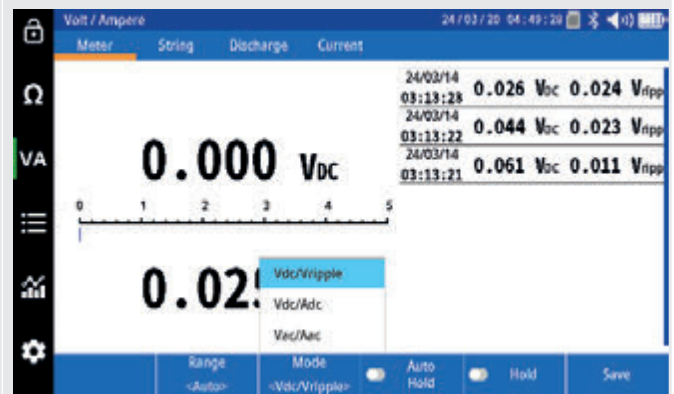 Volt / Ampere 24/03/20 04:49:20
Meter String Discharge Current
Ω
VA
24/03/14
03:13:28 0.026 VDC 0.024 Vripp
24/03/14
03:13:22 0.044 VDC 0.023 Vripp
24/03/14
03:13:21 0.061 VDC 0.011 Vripp
0.000 VDC
0 1 2 3 4 5
0.025
Vdc/Vripple
Vdc/Adc
Vac/Aac
Range Mode Auto Hold Hold Save
<Auto> <Vdc/Vripple>